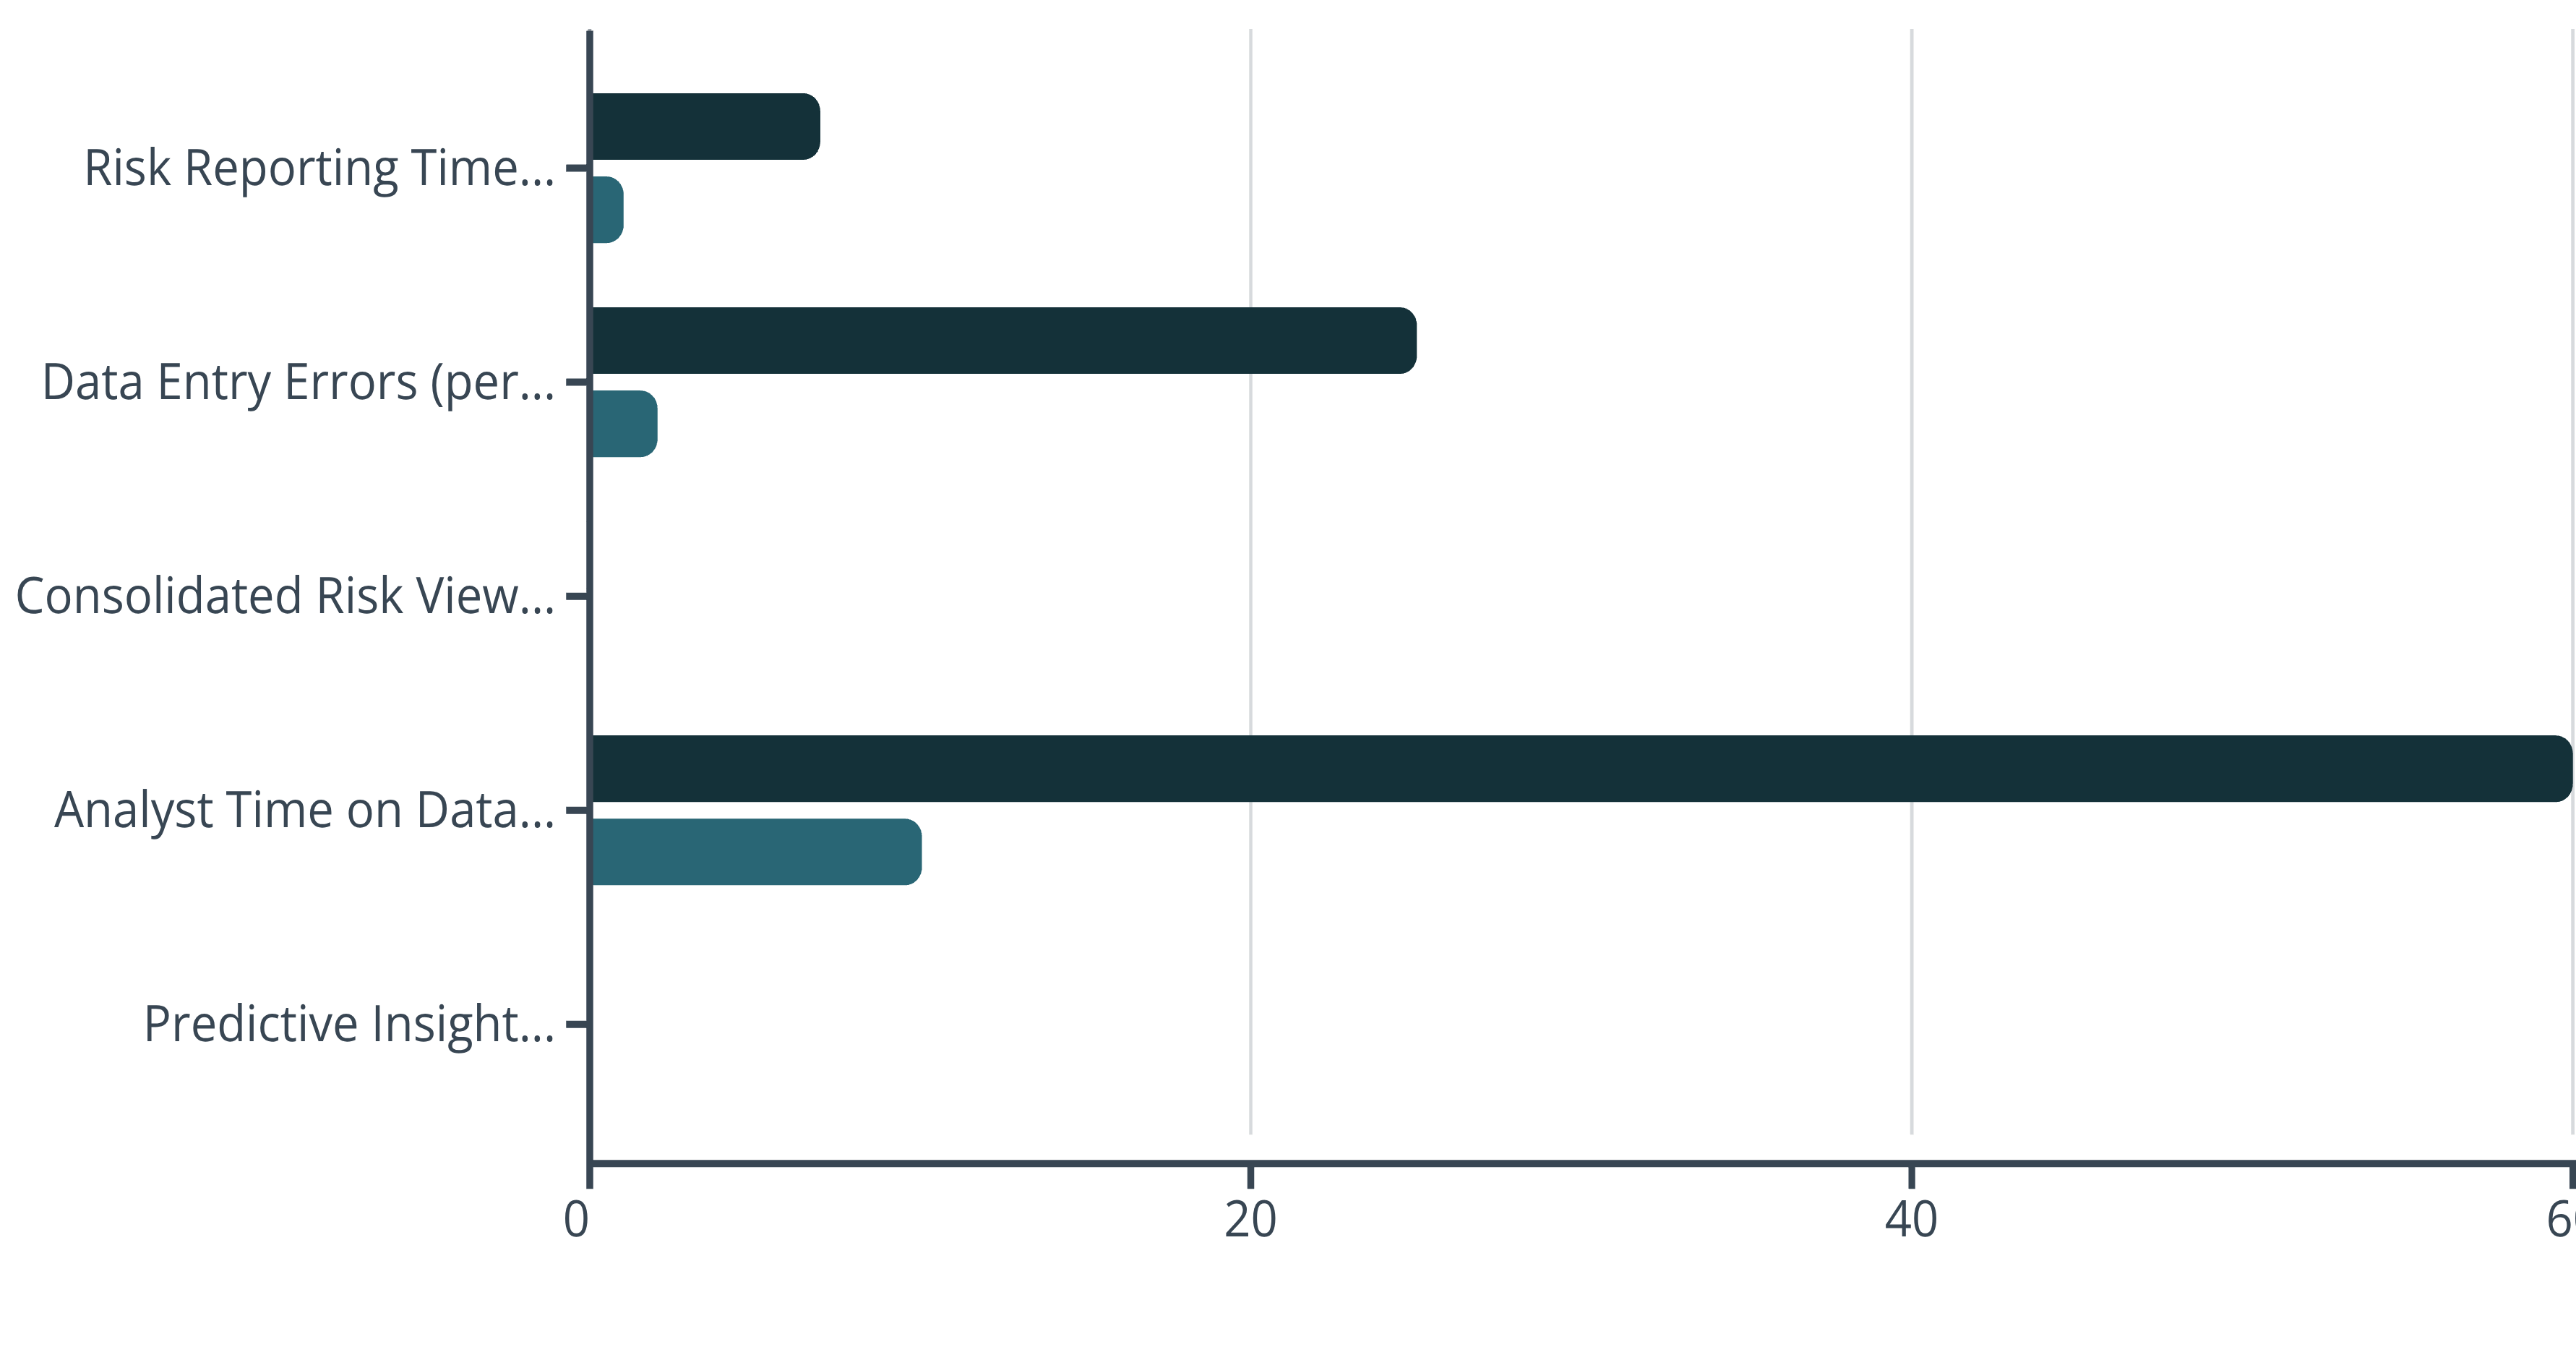 Risk Reporting Time...
Data Entry Errors (per...
Consolidated Risk View...
Analyst Time on Data...
Predictive Insight...
0 20 40